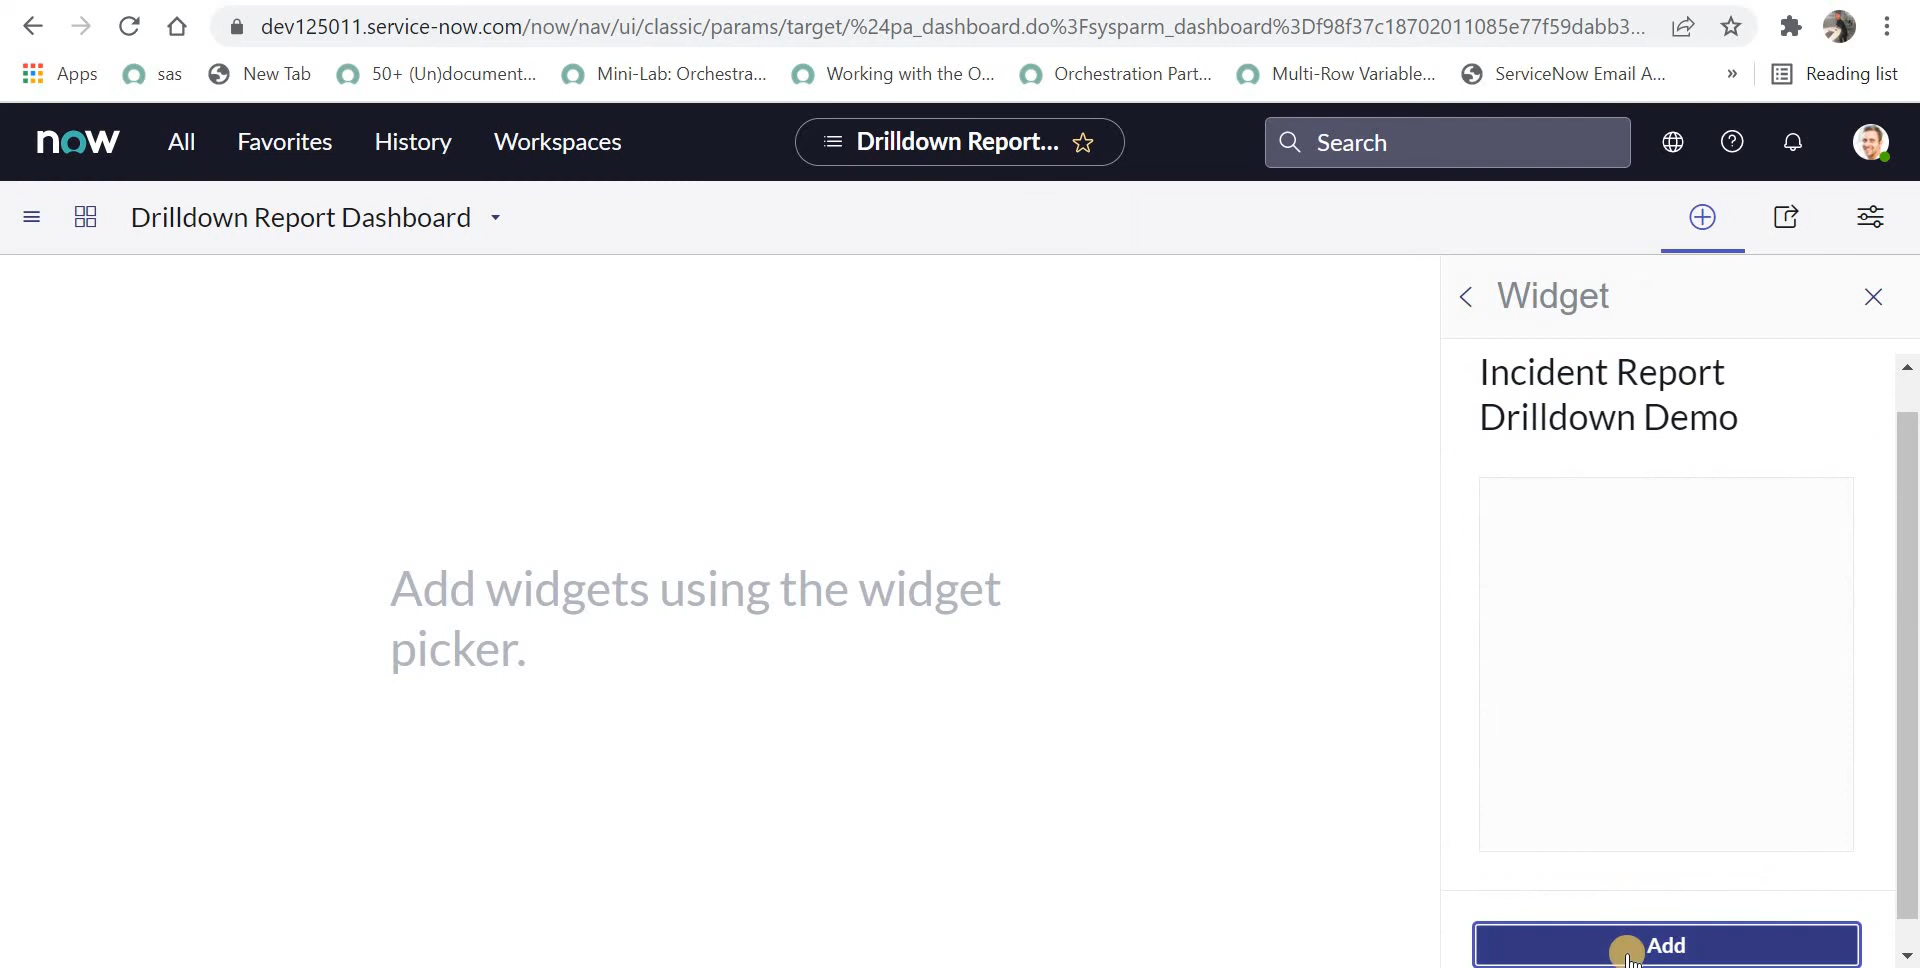 dev125011.service-now.com/now/nav/ui/classic/params/target/%24pa_dashboard.do%3Fsysparm_dashboard%3Df98f37c18702011085e77f59dabb3...
Apps sas New Tab 50+ (Un)document... Mini-Lab: Orchestra... Working with the O... Orchestration Part... Multi-Row Variable... ServiceNow Email A... » Reading list
now All Favorites History Workspaces Drilldown Report... Search
Drilldown Report Dashboard
Widget
Incident Report
Drilldown Demo
Add widgets using the widget
picker.
Add